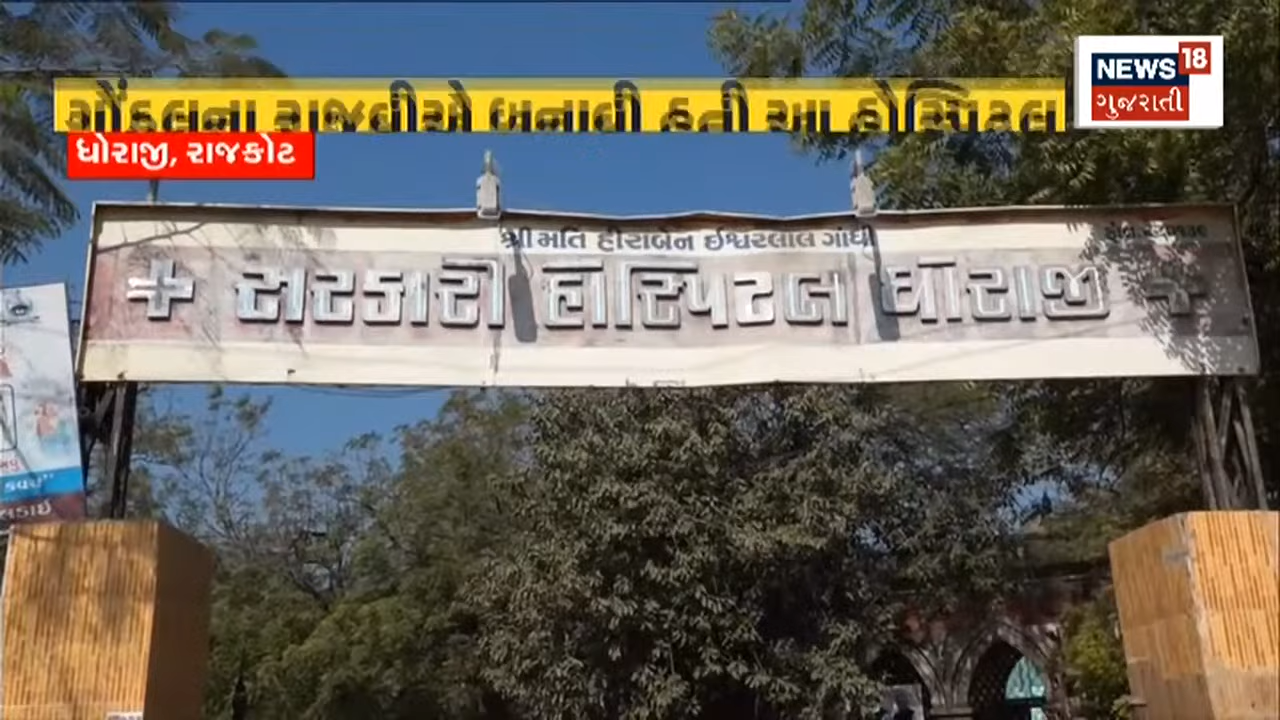 ગોંડલના રાજવીએ બનાવી હતી આ હોસ્પિટલ
NEWS 18
ગુજરાતી
ધોરાજી, રાજકોટ
શ્રીમતિ હીરાબેન ઈશ્વરલાલ ગાંધી
સરકારી હોસ્પિટલ ધોરાજી